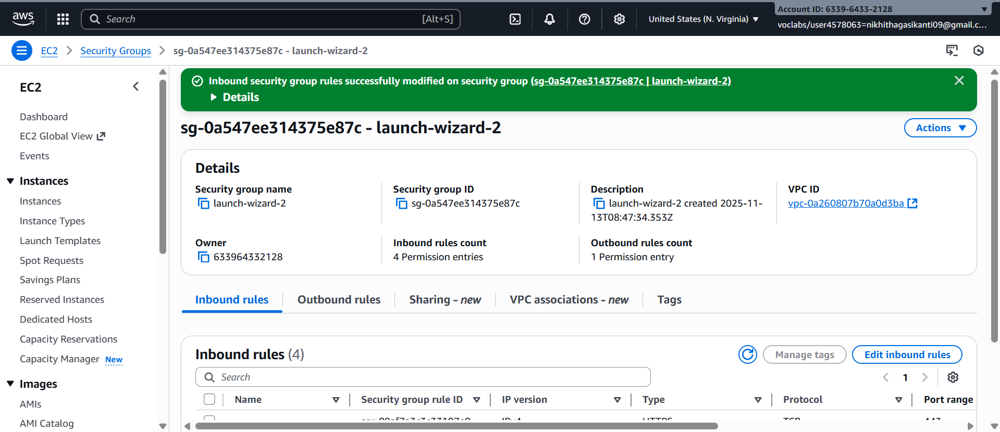 aws
Search
[Alt+S]
United States (N. Virginia)
Account ID: 6339-6433-2128
voclabs/user4578063=nikhithagasikanti09@gmail.c...
EC2
Security Groups
sg-0a547ee314375e87c - launch-wizard-2
EC2
Dashboard
EC2 Global View
Events
Instances
Instances
Instance Types
Launch Templates
Spot Requests
Savings Plans
Reserved Instances
Dedicated Hosts
Capacity Reservations
Capacity Manager New
Images
AMIs
AMI Catalog
Inbound security group rules successfully modified on security group (sg-0a547ee314375e87c | launch-wizard-2)
Details
sg-0a547ee314375e87c - launch-wizard-2
Actions
Details
Security group name
launch-wizard-2
Security group ID
sg-0a547ee314375e87c
Description
launch-wizard-2 created 2025-11-
13T08:47:34.353Z
VPC ID
vpc-0a260807b70a0d3ba
Owner
633964332128
Inbound rules count
4 Permission entries
Outbound rules count
1 Permission entry
Inbound rules
Outbound rules
Sharing - new
VPC associations - new
Tags
Inbound rules (4)
Manage tags
Edit inbound rules
Search
1
Name
Security group rule ID
IP version
Type
Protocol
Port range
IPv4
HTTPS
TCP
443